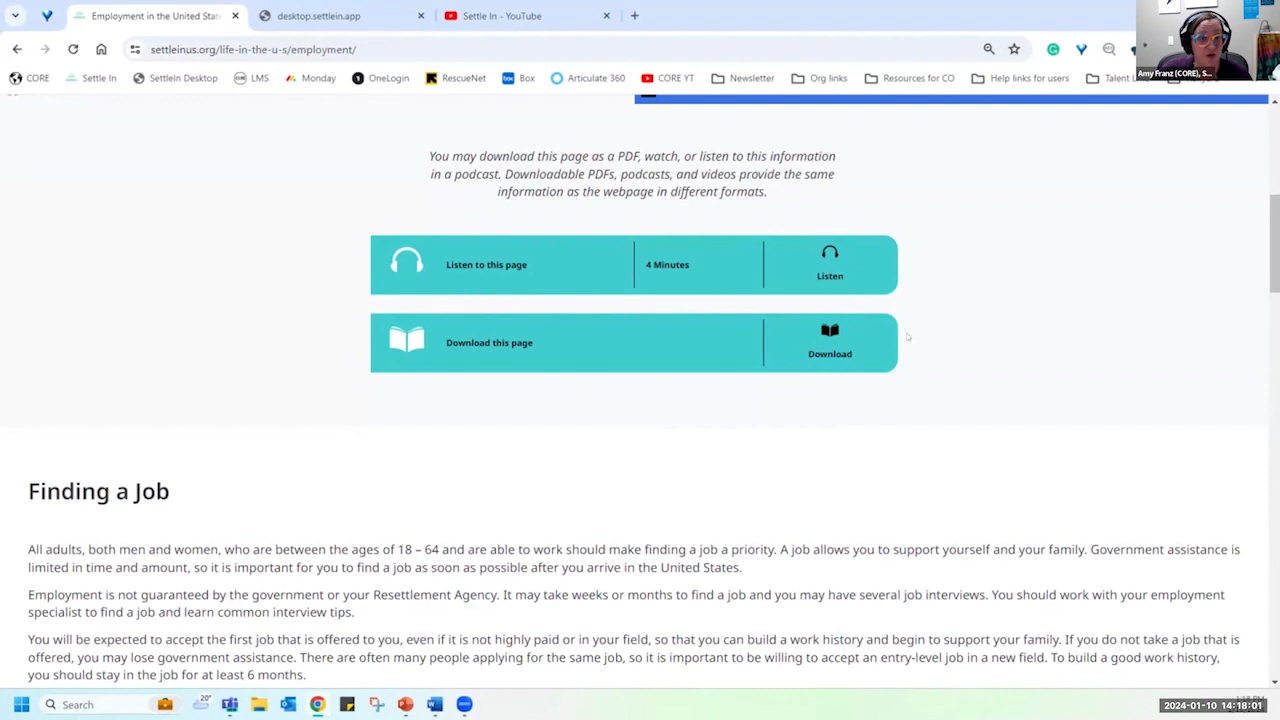 Employment in the United Stat
desktop.settlein.app
Settle In - YouTube
settleinus.org/life-in-the-u-s/employment/
CORE
Settle In
SettleIn Desktop
LMS
Monday
OneLogin
RescueNet
Box
Articulate 360
CORE YT
Newsletter
Org links
Resources for CO
Help links for users
Talent L
Amy Franz (CORE), S...
You may download this page as a PDF, watch, or listen to this information
in a podcast. Downloadable PDFs, podcasts, and videos provide the same
information as the webpage in different formats.
Listen to this page
4 Minutes
Listen
Download this page
Download
Finding a Job
All adults, both men and women, who are between the ages of 18 – 64 and are able to work should make finding a job a priority. A job allows you to support yourself and your family. Government assistance is
limited in time and amount, so it is important for you to find a job as soon as possible after you arrive in the United States.
Employment is not guaranteed by the government or your Resettlement Agency. It may take weeks or months to find a job and you may have several job interviews. You should work with your employment
specialist to find a job and learn common interview tips.
You will be expected to accept the first job that is offered to you, even if it is not highly paid or in your field, so that you can build a work history and begin to support your family. If you do not take a job that is
offered, you may lose government assistance. There are often many people applying for the same job, so it is important to be willing to accept an entry-level job in a new field. To build a good work history,
you should stay in the job for at least 6 months.
Search
20°
2024-01-10 14:18:01